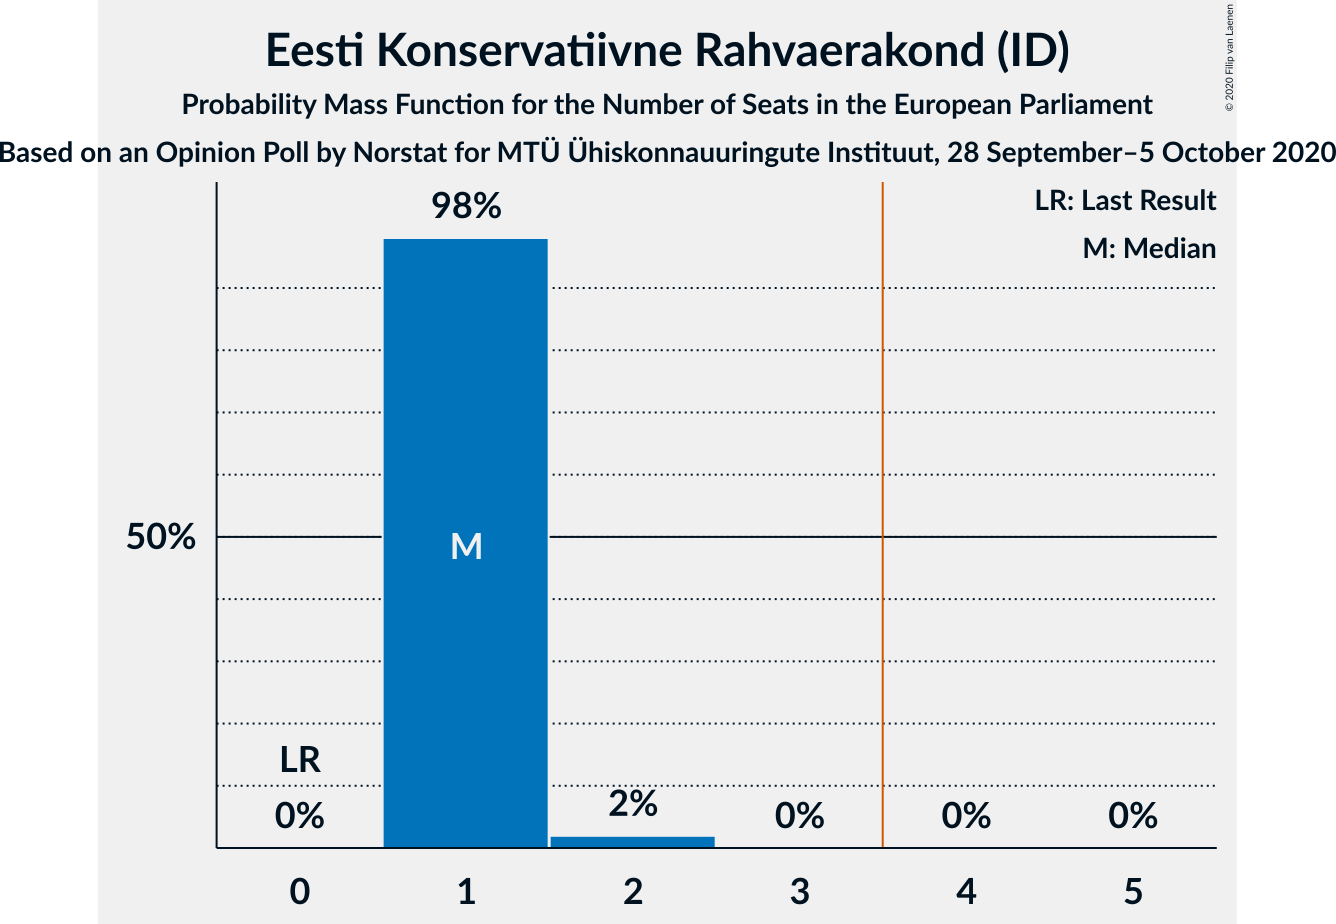 Eesti Konservatiivne Rahvaerakond (ID)
Probability Mass Function for the Number of Seats in the European Parliament
Based on an Opinion Poll by Norstat for MTÜ Ühiskonnauuringute Instituut, 28 September–5 October 2020
© 2020 Filip van Laenen
LR: Last Result
M: Median
98%
50%
M
LR
0%
2%
0%
0%
0%
0
1
2
3
4
5